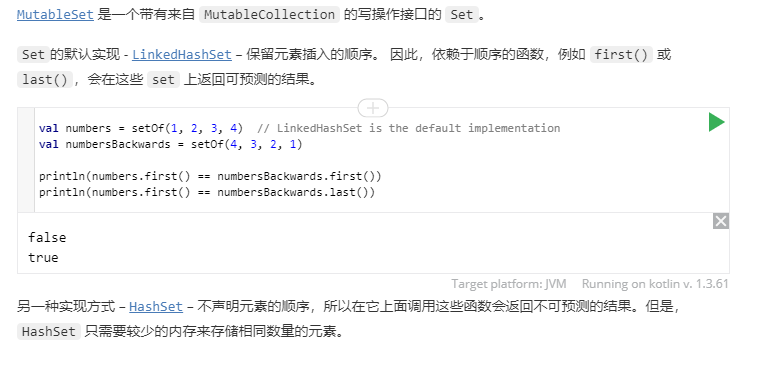 MutableSet 是一个带有来自 MutableCollection 的写操作接口的 Set。
Set的默认实现 - LinkedHashSet – 保留元素插入的顺序。 因此，依赖于顺序的函数，例如 first() 或
last()，会在这些 set 上返回可预测的结果。
val numbers = setOf(1, 2, 3, 4)  // LinkedHashSet is the default implementation
val numbersBackwards = setOf(4, 3, 2, 1)
println(numbers.first() == numbersBackwards.first())
println(numbers.first() == numbersBackwards.last())
false
true
Target platform: JVM Running on kotlin v. 1.3.61
另一种实现方式 – HashSet – 不声明元素的顺序，所以在它上面调用这些函数会返回不可预测的结果。但是，
HashSet 只需要较少的内存来存储相同数量的元素。